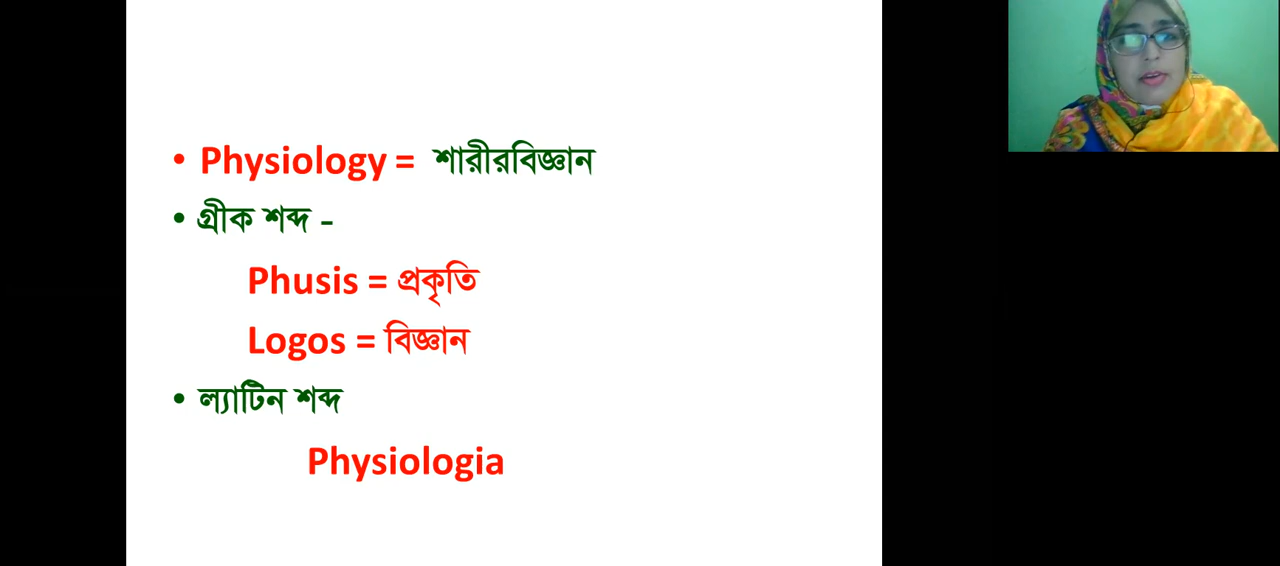 • Physiology = শারীরবিজ্ঞান
• গ্রীক শব্দ -
Phusis = প্রকৃতি
Logos = বিজ্ঞান
• ল্যাটিন শব্দ
Physiologia